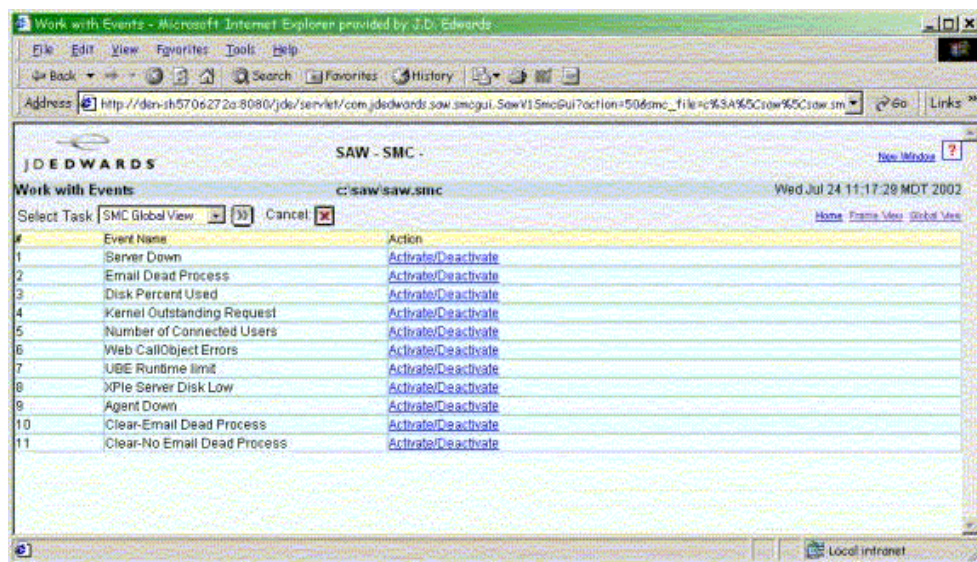 Work with Events - Microsoft Internet Explorer provided by J.D. Edwards
File Edit View Favorites Tools Help
Back Search Favorites History
Address http://den-sh5706272a:8080/jde/servlet/com.jdedwards.saw.smcgui.SawV1SmcGui?action=50&smc_file=c%3A%5Csaw%5Csaw.sm Go Links »
JDEDWARDS SAW - SMC - New Window ?
Work with Events c:\saw\saw.smc Wed Jul 24 11:17:29 MDT 2002
Select Task SMC Global View Cancel Home Frame View Global View
# Event Name Action
1 Server Down Activate/Deactivate
2 Email Dead Process Activate/Deactivate
3 Disk Percent Used Activate/Deactivate
4 Kernel Outstanding Request Activate/Deactivate
5 Number of Connected Users Activate/Deactivate
6 Web CallObject Errors Activate/Deactivate
7 UBE Runtime limit Activate/Deactivate
8 XPIe Server Disk Low Activate/Deactivate
9 Agent Down Activate/Deactivate
10 Clear-Email Dead Process Activate/Deactivate
11 Clear-No Email Dead Process Activate/Deactivate
Local intranet